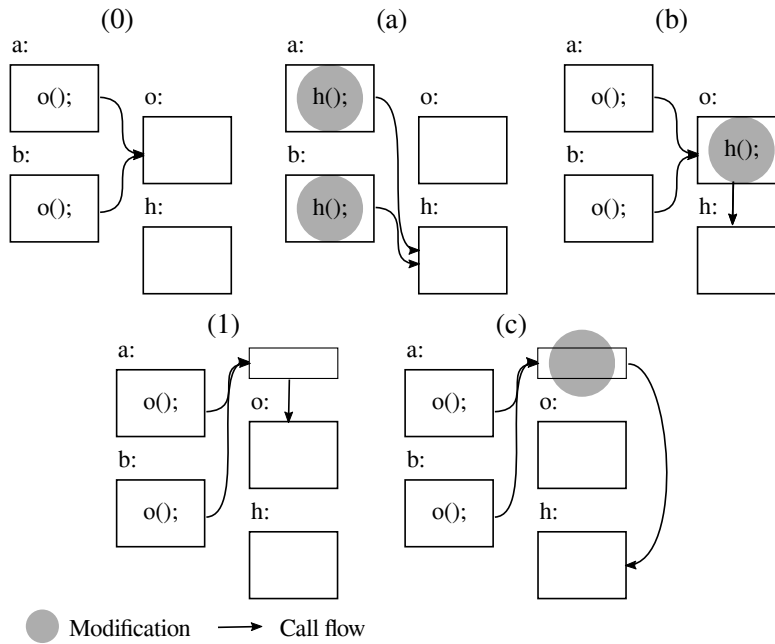 (0)
a:
o();
o:
b:
o();
h:
(a)
a:
h();
o:
b:
h();
h:
(b)
a:
o();
o:
h();
b:
o();
h:
(1)
a:
o();
o:
b:
o();
h:
(c)
a:
o();
o:
b:
o();
h:
Modification
Call flow